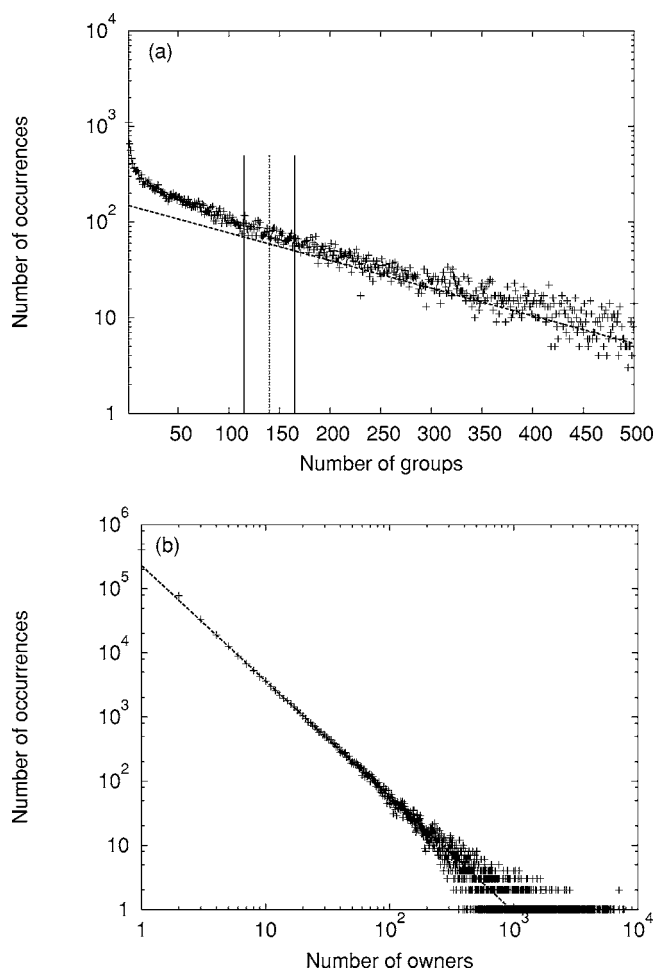 (a)
Number of occurrences
10^4
10^3
10^2
10
1
50 100 150 200 250 300 350 400 450 500
Number of groups
(b)
Number of occurrences
10^6
10^5
10^4
10^3
10^2
10
1
1 10 10^2 10^3 10^4
Number of owners